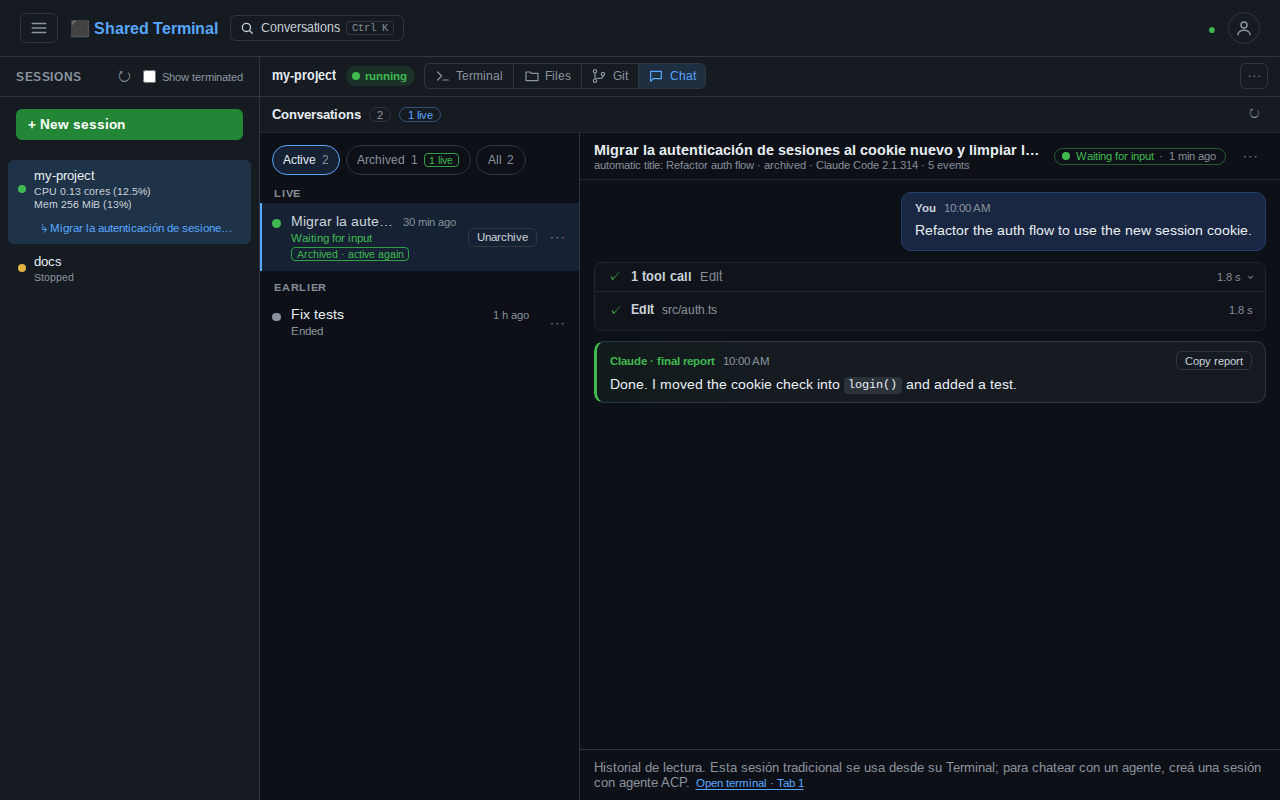 Shared Terminal
Conversations Ctrl K
SESSIONS
Show terminated
+ New session
my-project
CPU 0.13 cores (12.5%)
Mem 256 MiB (13%)
↳ Migrar la autenticación de sesione…
docs
Stopped
my-project
running
Terminal
Files
Git
Chat
Conversations 2 1 live
Active 2
Archived 1 1 live
All 2
LIVE
Migrar la aute… 30 min ago
Waiting for input
Archived · active again
Unarchive
EARLIER
Fix tests 1 h ago
Ended
Migrar la autenticación de sesiones al cookie nuevo y limpiar l…
automatic title: Refactor auth flow · archived · Claude Code 2.1.314 · 5 events
Waiting for input · 1 min ago
You 10:00 AM
Refactor the auth flow to use the new session cookie.
✓ 1 tool call Edit 1.8 s
✓ Edit src/auth.ts 1.8 s
Claude · final report 10:00 AM
Copy report
Done. I moved the cookie check into login() and added a test.
Historial de lectura. Esta sesión tradicional se usa desde su Terminal; para chatear con un agente, creá una sesión
con agente ACP. Open terminal · Tab 1